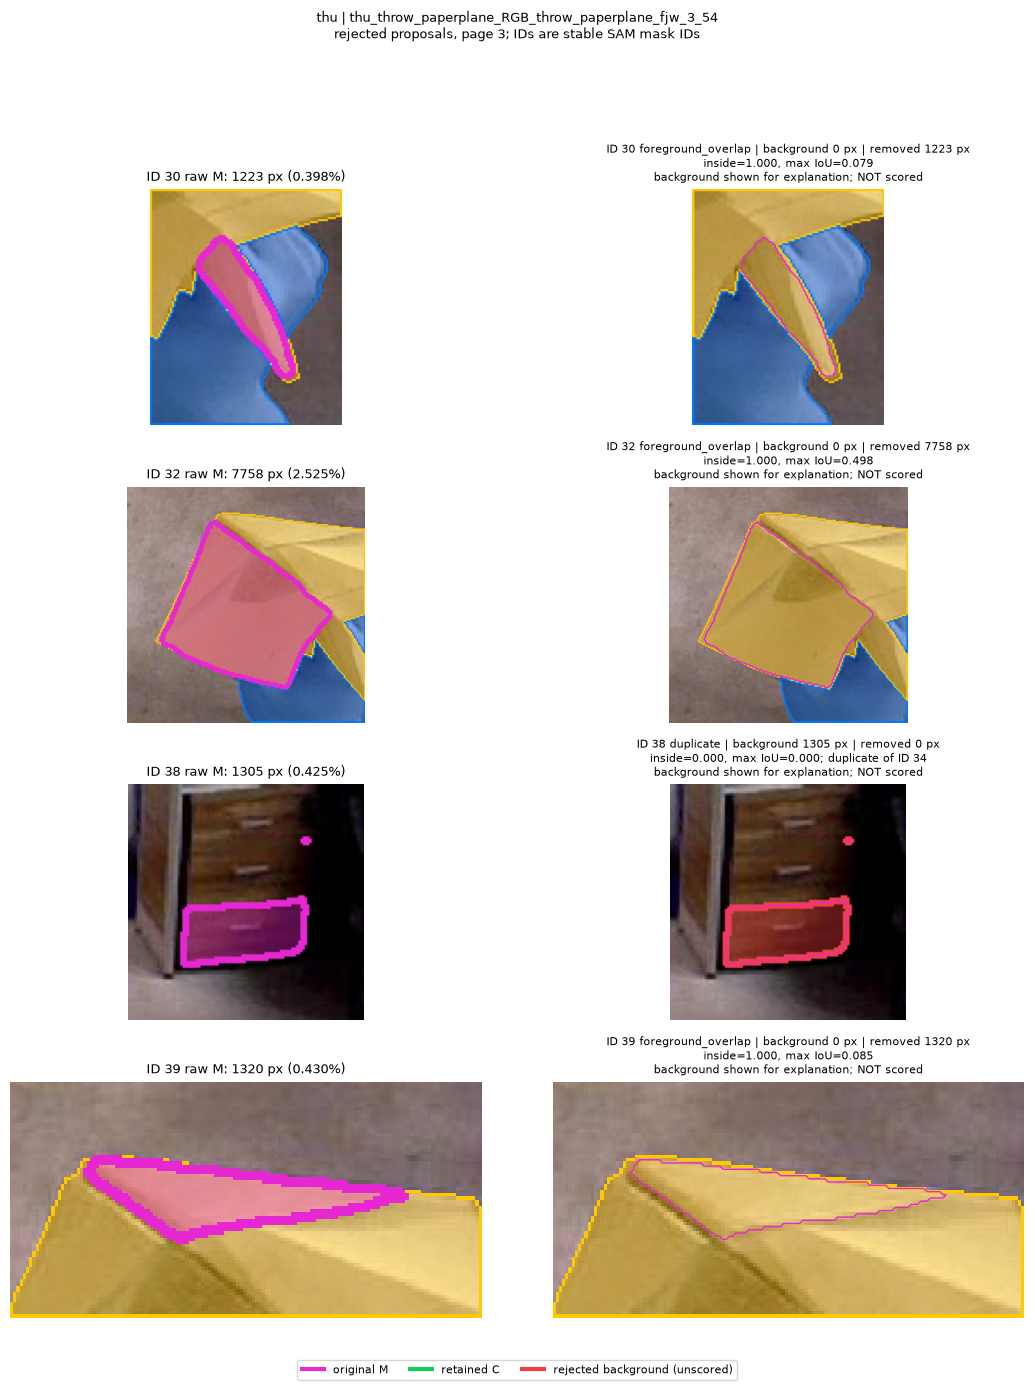 thu | thu_throw_paperplane_RGB_throw_paperplane_fjw_3_54
rejected proposals, page 3; IDs are stable SAM mask IDs
ID 30 raw M: 1223 px (0.398%)
ID 30 foreground_overlap | background 0 px | removed 1223 px
inside=1.000, max IoU=0.079
background shown for explanation; NOT scored
ID 32 raw M: 7758 px (2.525%)
ID 32 foreground_overlap | background 0 px | removed 7758 px
inside=1.000, max IoU=0.498
background shown for explanation; NOT scored
ID 38 raw M: 1305 px (0.425%)
ID 38 duplicate | background 1305 px | removed 0 px
inside=0.000, max IoU=0.000; duplicate of ID 34
background shown for explanation; NOT scored
ID 39 raw M: 1320 px (0.430%)
ID 39 foreground_overlap | background 0 px | removed 1320 px
inside=1.000, max IoU=0.085
background shown for explanation; NOT scored
original M
retained C
rejected background (unscored)